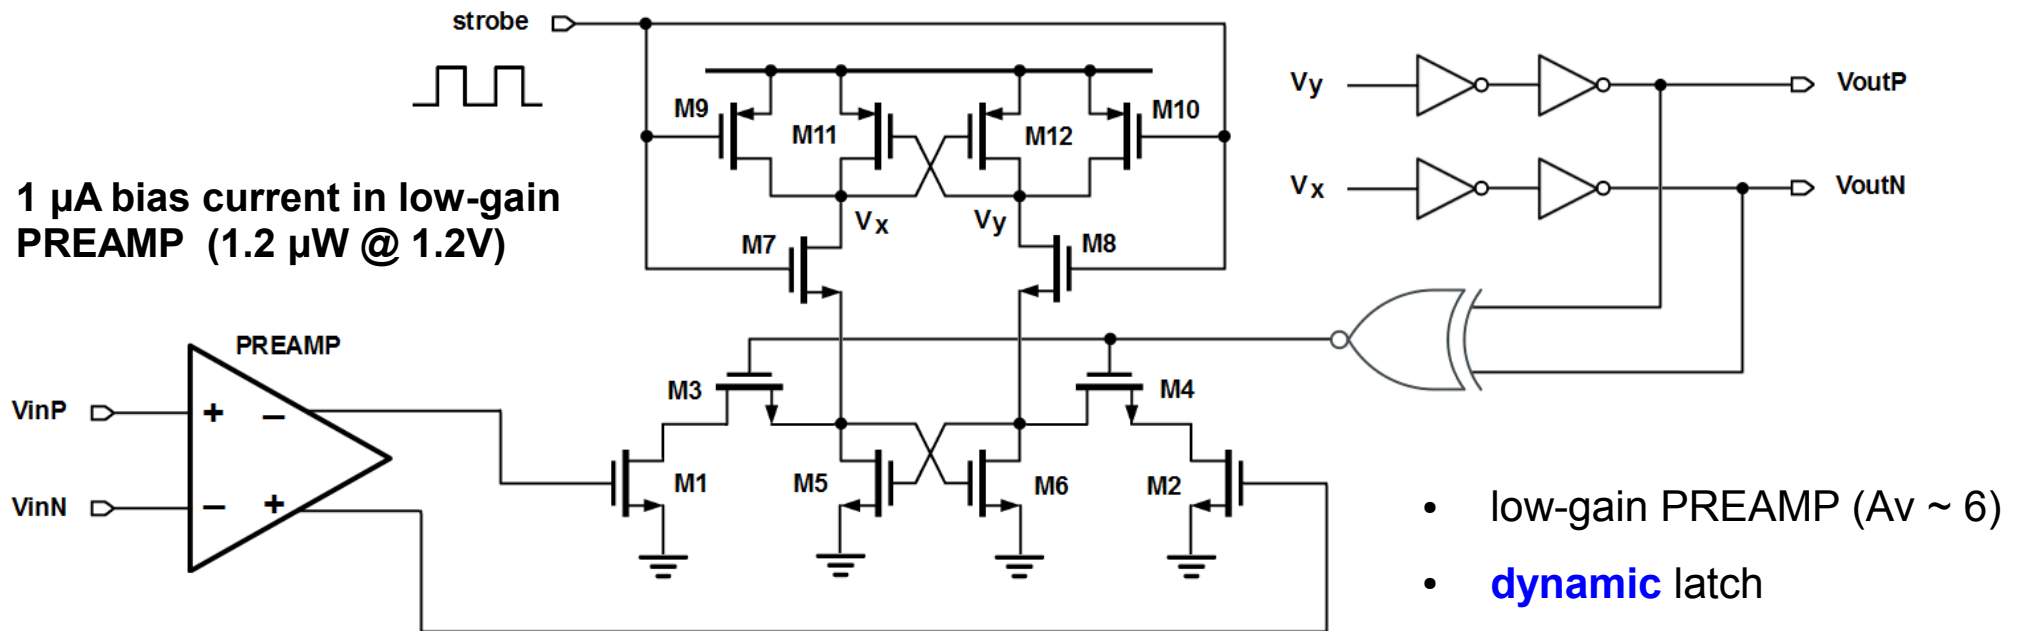 strobe
M9
M11
M12
M10
Vy
VoutP
Vx
VoutN
1 µA bias current in low-gain
PREAMP (1.2 µW @ 1.2V)
Vx
Vy
M7
M8
PREAMP
VinP
+ −
VinN
− +
M3
M4
M1
M5
M6
M2
• low-gain PREAMP (Av ~ 6)
• dynamic latch